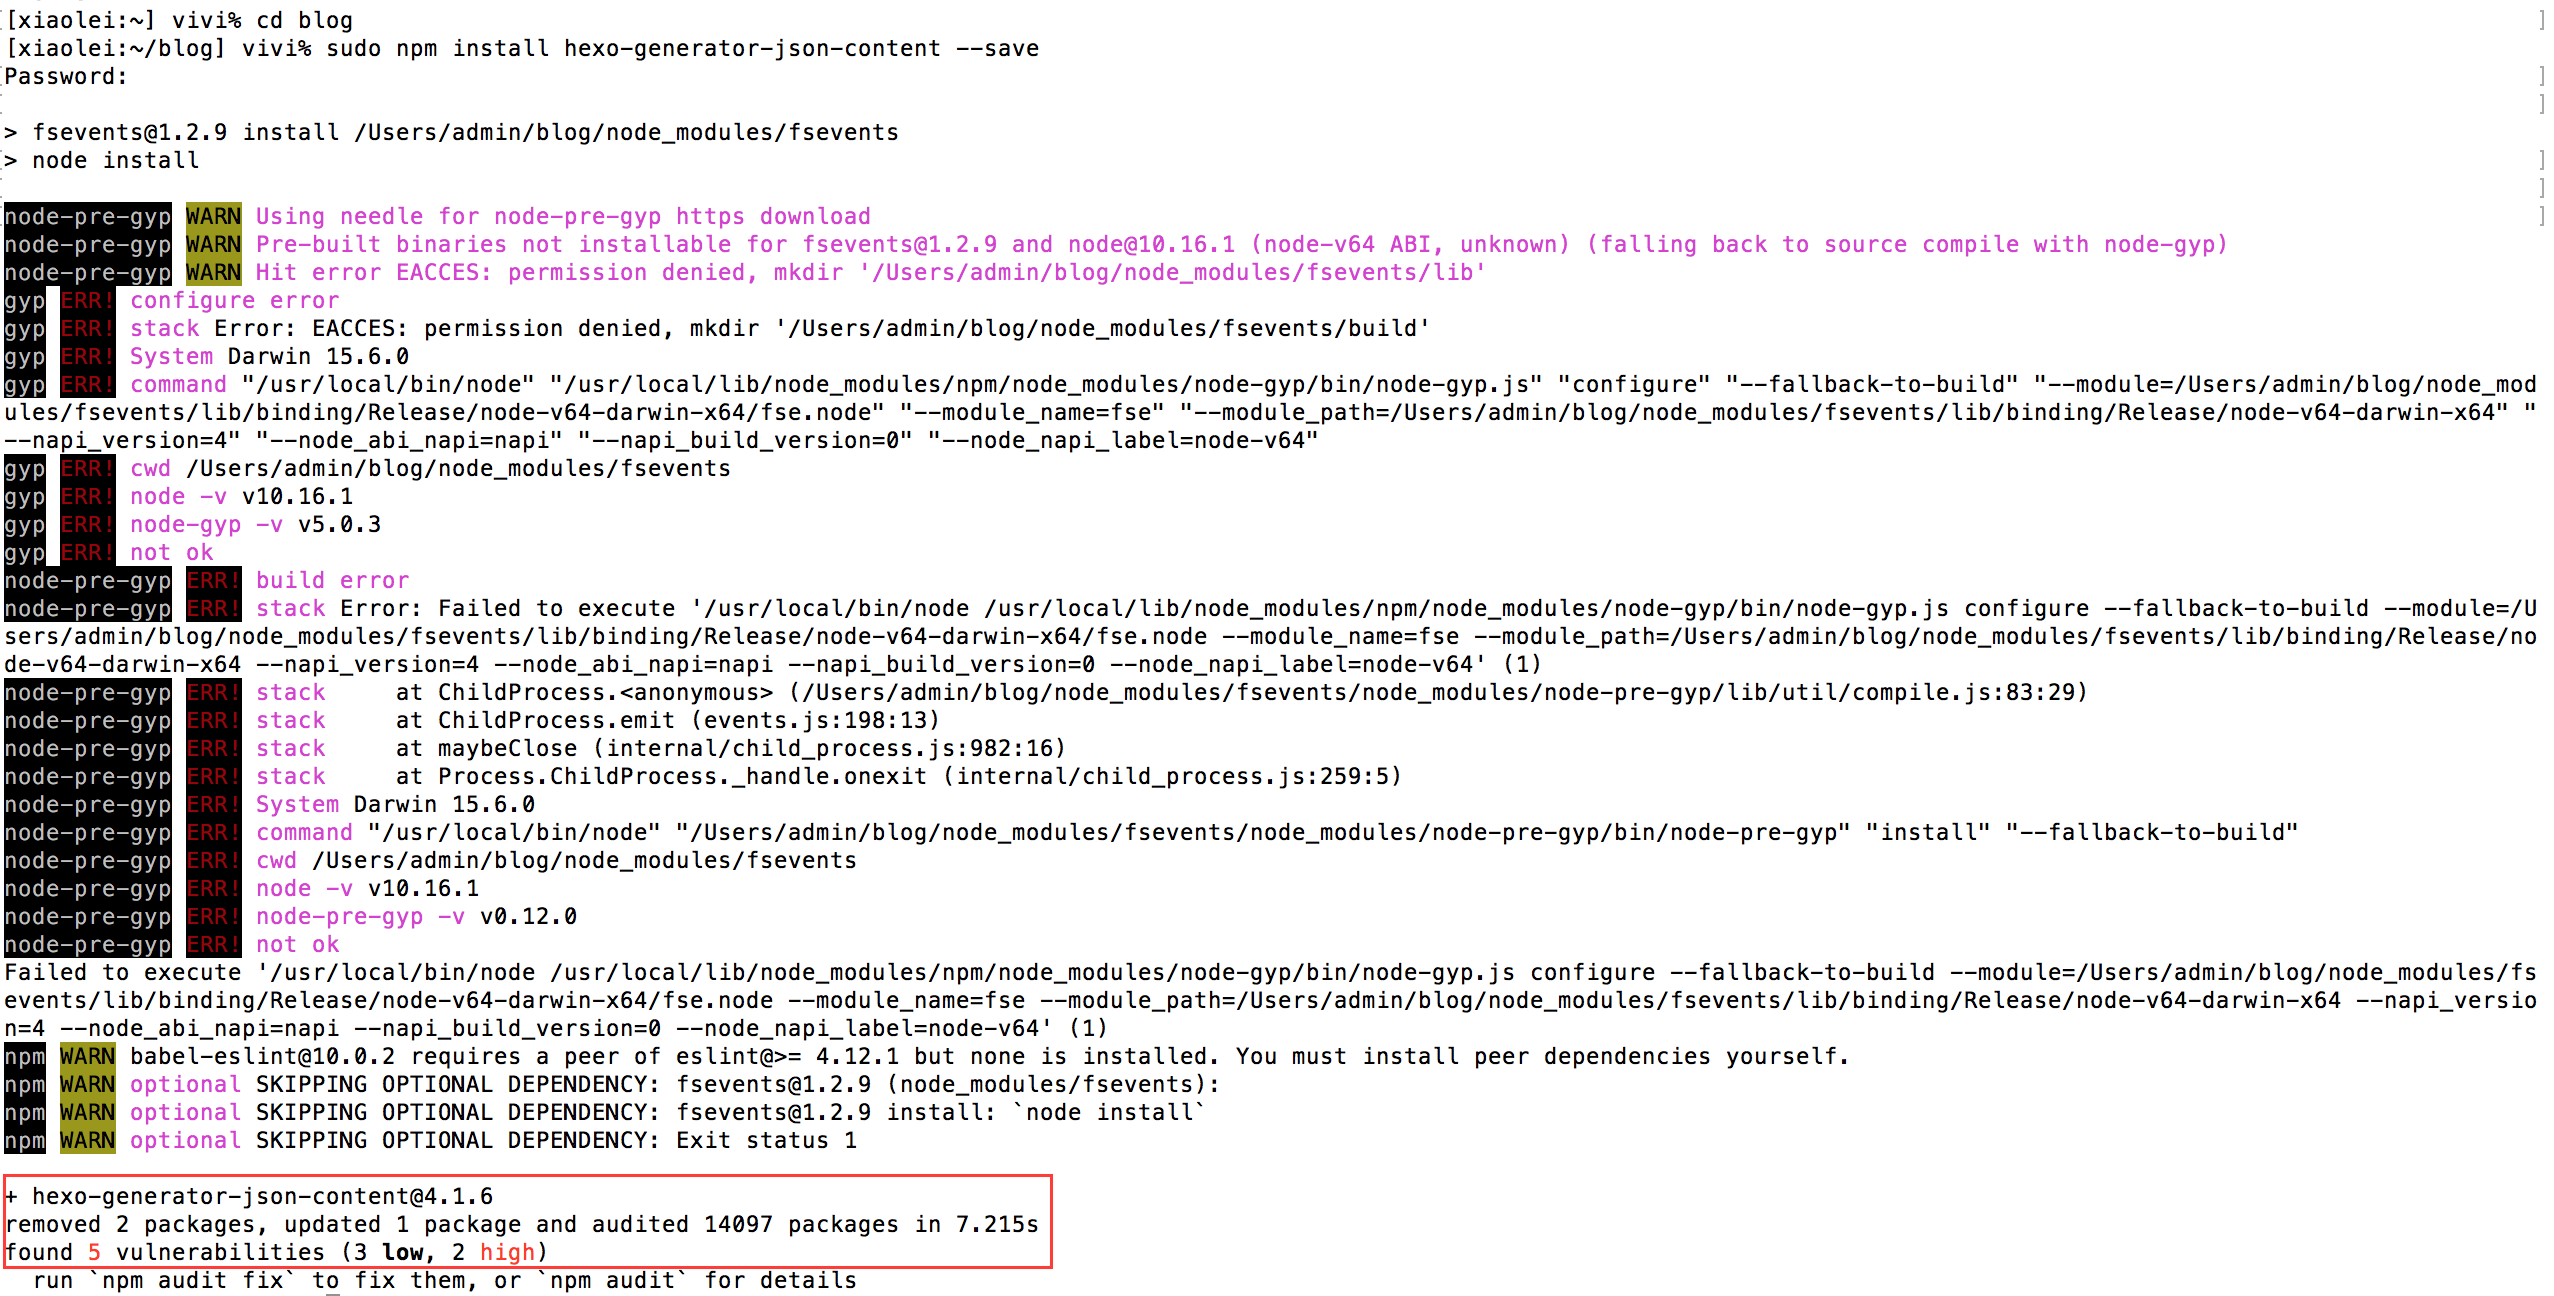 [xiaolei:~] vivi% cd blog
[xiaolei:~/blog] vivi% sudo npm install hexo-generator-json-content --save
Password:
> fsevents@1.2.9 install /Users/admin/blog/node_modules/fsevents
> node install
node-pre-gyp WARN Using needle for node-pre-gyp https download
node-pre-gyp WARN Pre-built binaries not installable for fsevents@1.2.9 and node@10.16.1 (node-v64 ABI, unknown) (falling back to source compile with node-gyp)
node-pre-gyp WARN Hit error EACCES: permission denied, mkdir '/Users/admin/blog/node_modules/fsevents/lib'
gyp ERR! configure error
gyp ERR! stack Error: EACCES: permission denied, mkdir '/Users/admin/blog/node_modules/fsevents/build'
gyp ERR! System Darwin 15.6.0
gyp ERR! command "/usr/local/bin/node" "/usr/local/lib/node_modules/npm/node_modules/node-gyp/bin/node-gyp.js" "configure" "--fallback-to-build" "--module=/Users/admin/blog/node_mod
ules/fsevents/lib/binding/Release/node-v64-darwin-x64/fse.node" "--module_name=fse" "--module_path=/Users/admin/blog/node_modules/fsevents/lib/binding/Release/node-v64-darwin-x64" "
--napi_version=4" "--node_abi_napi=napi" "--napi_build_version=0" "--node_napi_label=node-v64"
gyp ERR! cwd /Users/admin/blog/node_modules/fsevents
gyp ERR! node -v v10.16.1
gyp ERR! node-gyp -v v5.0.3
gyp ERR! not ok
node-pre-gyp ERR! build error
node-pre-gyp ERR! stack Error: Failed to execute '/usr/local/bin/node /usr/local/lib/node_modules/npm/node_modules/node-gyp/bin/node-gyp.js configure --fallback-to-build --module=/U
sers/admin/blog/node_modules/fsevents/lib/binding/Release/node-v64-darwin-x64/fse.node --module_name=fse --module_path=/Users/admin/blog/node_modules/fsevents/lib/binding/Release/no
de-v64-darwin-x64 --napi_version=4 --node_abi_napi=napi --napi_build_version=0 --node_napi_label=node-v64' (1)
node-pre-gyp ERR! stack     at ChildProcess.<anonymous> (/Users/admin/blog/node_modules/fsevents/node_modules/node-pre-gyp/lib/util/compile.js:83:29)
node-pre-gyp ERR! stack     at ChildProcess.emit (events.js:198:13)
node-pre-gyp ERR! stack     at maybeClose (internal/child_process.js:982:16)
node-pre-gyp ERR! stack     at Process.ChildProcess._handle.onexit (internal/child_process.js:259:5)
node-pre-gyp ERR! System Darwin 15.6.0
node-pre-gyp ERR! command "/usr/local/bin/node" "/Users/admin/blog/node_modules/fsevents/node_modules/node-pre-gyp/bin/node-pre-gyp" "install" "--fallback-to-build"
node-pre-gyp ERR! cwd /Users/admin/blog/node_modules/fsevents
node-pre-gyp ERR! node -v v10.16.1
node-pre-gyp ERR! node-pre-gyp -v v0.12.0
node-pre-gyp ERR! not ok
Failed to execute '/usr/local/bin/node /usr/local/lib/node_modules/npm/node_modules/node-gyp/bin/node-gyp.js configure --fallback-to-build --module=/Users/admin/blog/node_modules/fs
events/lib/binding/Release/node-v64-darwin-x64/fse.node --module_name=fse --module_path=/Users/admin/blog/node_modules/fsevents/lib/binding/Release/node-v64-darwin-x64 --napi_versio
n=4 --node_abi_napi=napi --napi_build_version=0 --node_napi_label=node-v64' (1)
npm WARN babel-eslint@10.0.2 requires a peer of eslint@>= 4.12.1 but none is installed. You must install peer dependencies yourself.
npm WARN optional SKIPPING OPTIONAL DEPENDENCY: fsevents@1.2.9 (node_modules/fsevents):
npm WARN optional SKIPPING OPTIONAL DEPENDENCY: fsevents@1.2.9 install: `node install`
npm WARN optional SKIPPING OPTIONAL DEPENDENCY: Exit status 1
+ hexo-generator-json-content@4.1.6
removed 2 packages, updated 1 package and audited 14097 packages in 7.215s
found 5 vulnerabilities (3 low, 2 high)
  run `npm audit fix` to fix them, or `npm audit` for details